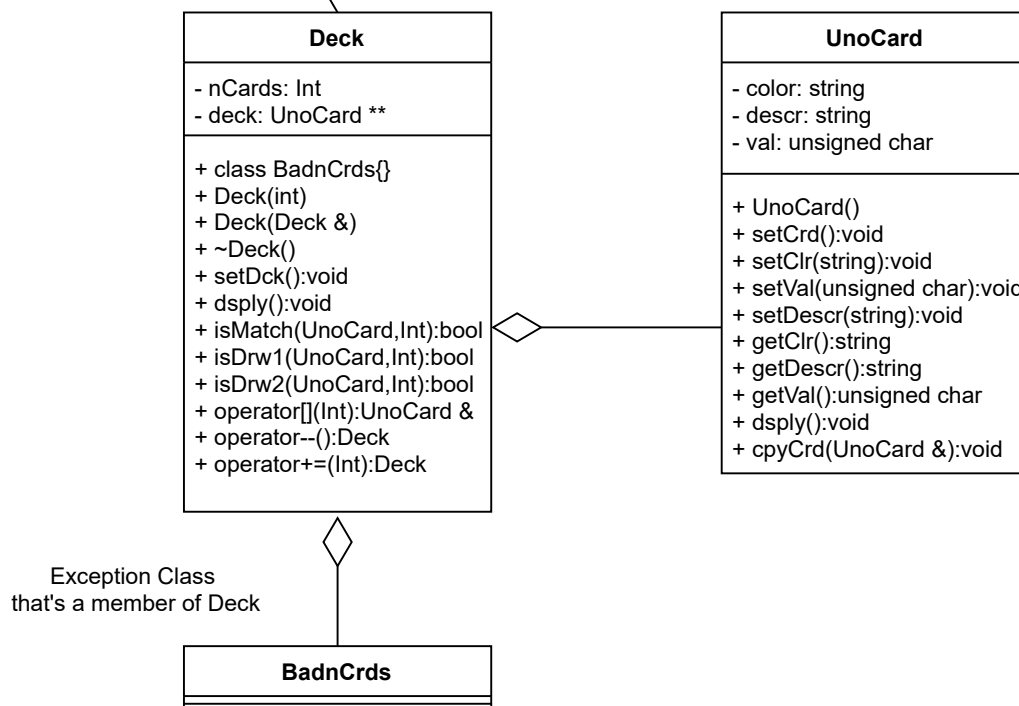 Deck
- nCards: Int
- deck: UnoCard **
+ class BadnCrds{}
+ Deck(int)
+ Deck(Deck &)
+ ~Deck()
+ setDck():void
+ dsply():void
+ isMatch(UnoCard,Int):bool
+ isDrw1(UnoCard,Int):bool
+ isDrw2(UnoCard,Int):bool
+ operator[](Int):UnoCard &
+ operator--():Deck
+ operator+=(Int):Deck
UnoCard
- color: string
- descr: string
- val: unsigned char
+ UnoCard()
+ setCrd():void
+ setClr(string):void
+ setVal(unsigned char):void
+ setDescr(string):void
+ getClr():string
+ getDescr():string
+ getVal():unsigned char
+ dsply():void
+ cpyCrd(UnoCard &):void
Exception Class
that's a member of Deck
BadnCrds